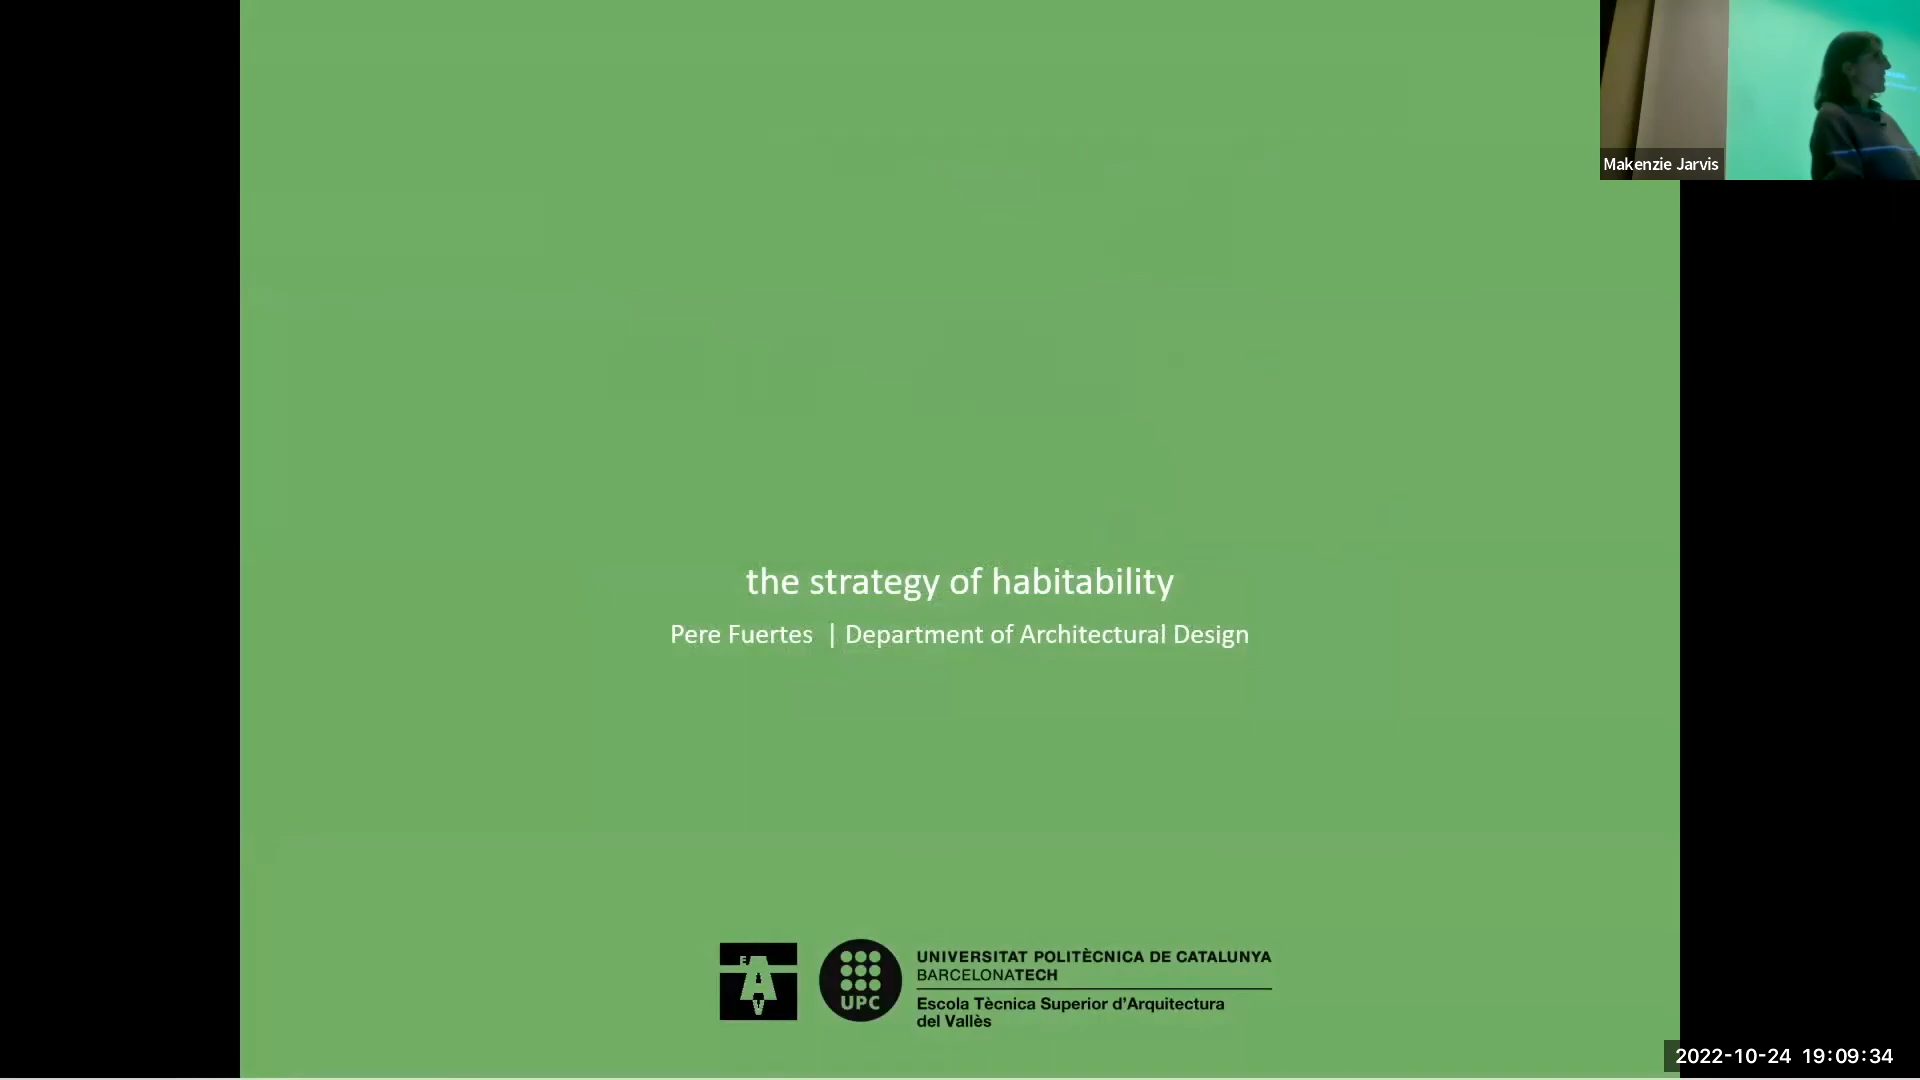 Makenzie Jarvis
the strategy of habitability
Pere Fuertes | Department of Architectural Design
E
A
V
UPC
UNIVERSITAT POLITÈCNICA DE CATALUNYA
BARCELONATECH
Escola Tècnica Superior d'Arquitectura
del Vallès
2022-10-24 19:09:34